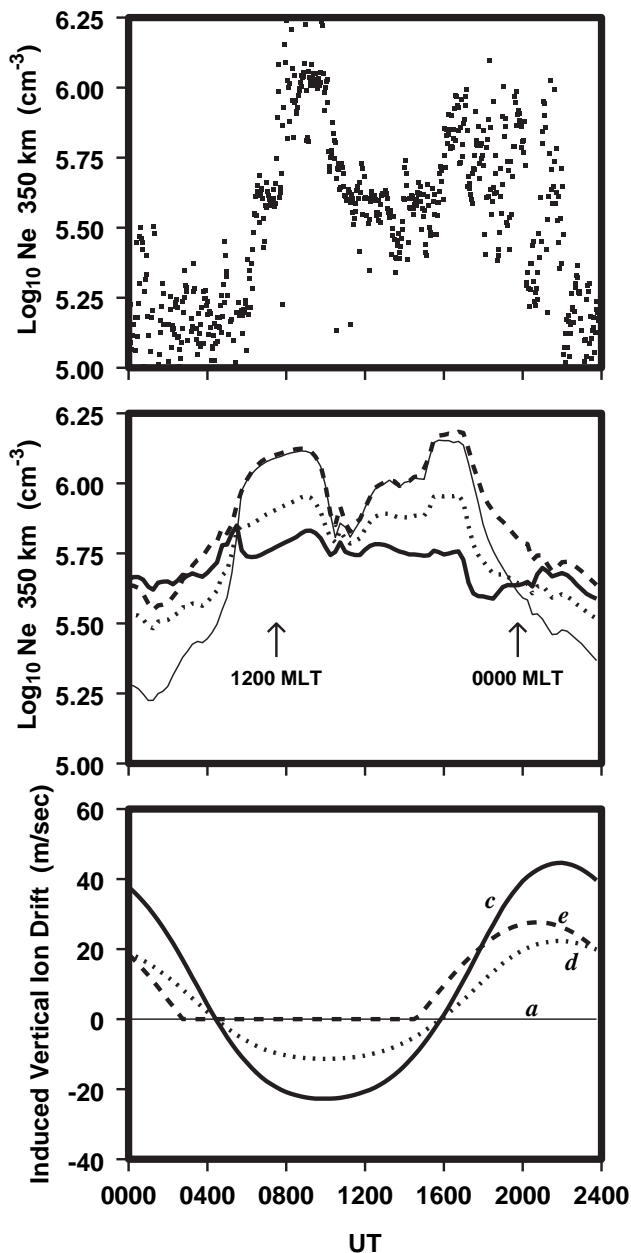 Log10 Ne 350 km (cm-3)
6.25
6.00
5.75
5.50
5.25
5.00
Log10 Ne 350 km (cm-3)
6.25
6.00
5.75
5.50
5.25
5.00
1200 MLT
0000 MLT
Induced Vertical Ion Drift (m/sec)
60
40
20
0
-20
-40
c
e
d
a
0000 0400 0800 1200 1600 2000 2400
UT